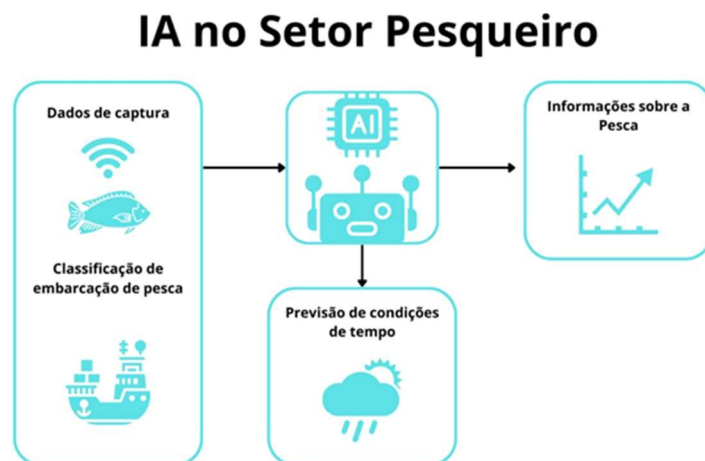 IA no Setor Pesqueiro
Dados de captura
Classificação de
embarcação de pesca
AI
Previsão de condições
de tempo
Informações sobre a
Pesca